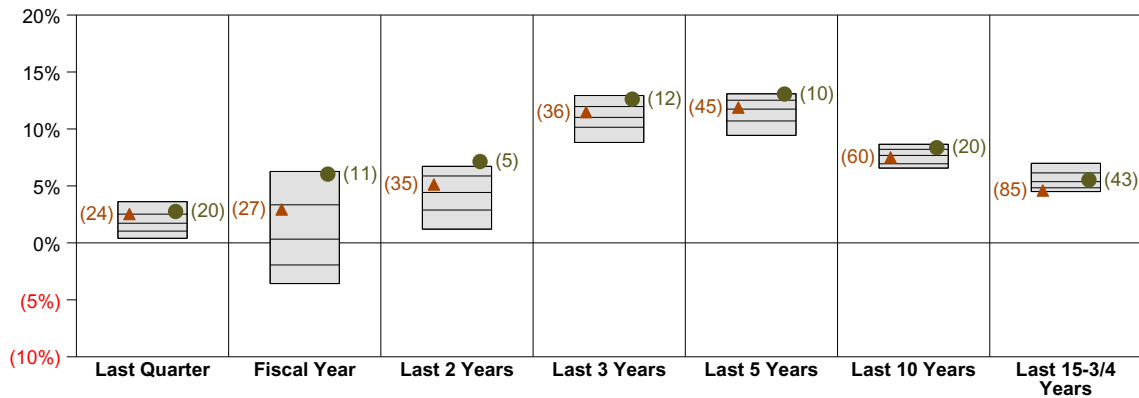 20%
15%
10%
5%
0%
(5%)
(10%)
(24) (20)
(27) (11)
(35) (5)
(36) (12)
(45) (10)
(60) (20)
(85) (43)
Last Quarter
Fiscal Year
Last 2 Years
Last 3 Years
Last 5 Years
Last 10 Years
Last 15-3/4
Years